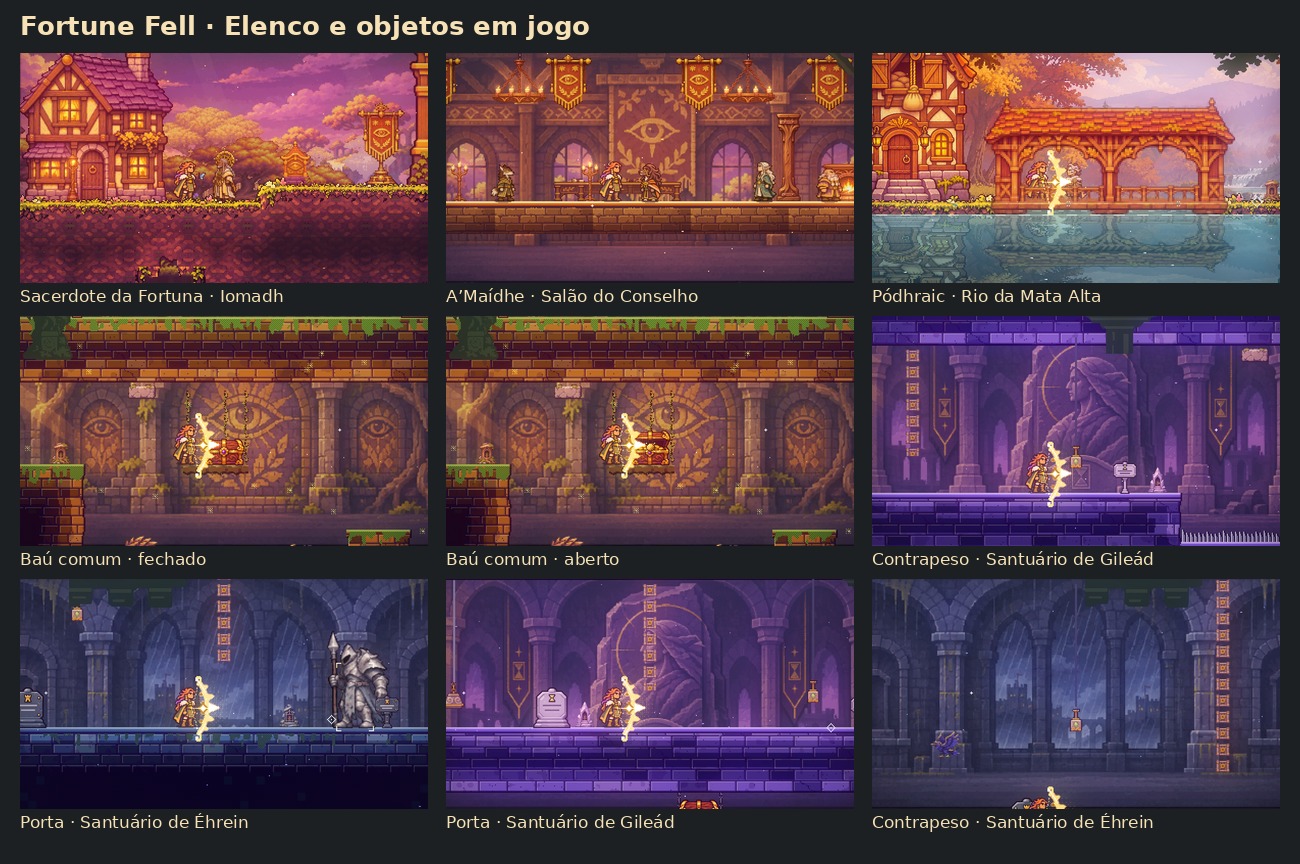 Fortune Fell · Elenco e objetos em jogo
Sacerdote da Fortuna · Iomadh
A’Maídhe · Salão do Conselho
Pódhraic · Rio da Mata Alta
Baú comum · fechado
Baú comum · aberto
Contrapeso · Santuário de Gileád
Porta · Santuário de Éhrein
Porta · Santuário de Gileád
Contrapeso · Santuário de Éhrein